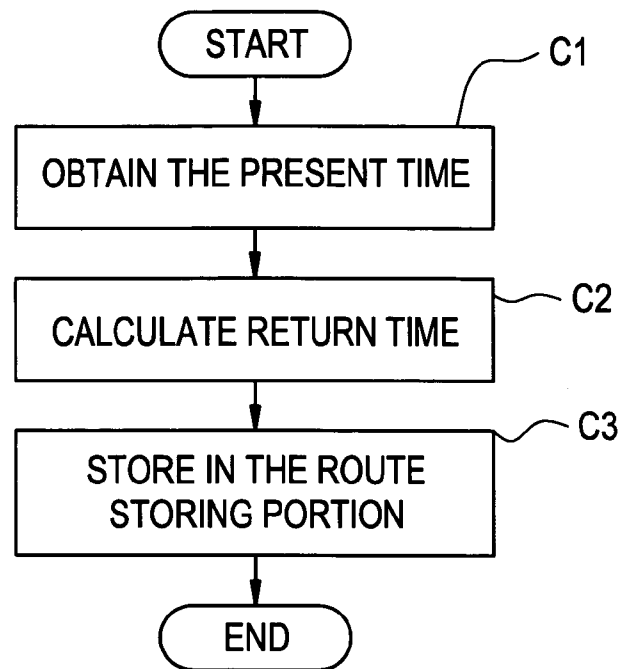 START
C1
OBTAIN THE PRESENT TIME
C2
CALCULATE RETURN TIME
C3
STORE IN THE ROUTE
STORING PORTION
END